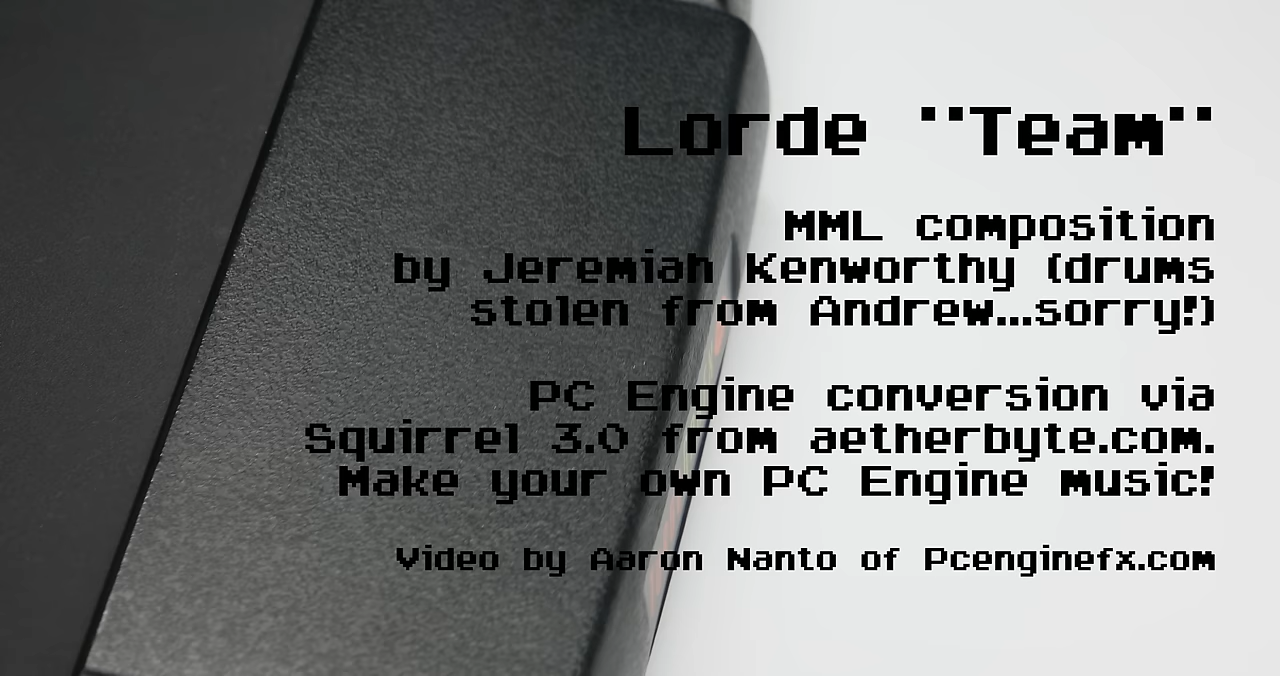 Lorde "Team"
MML composition
by Jeremiah Kenworthy (drums
stolen from Andrew...sorry!)
PC Engine conversion via
Squirrel 3.0 from aetherbyte.com.
Make your own PC Engine music!
Video by Aaron Nanto of Pcenginefx.com